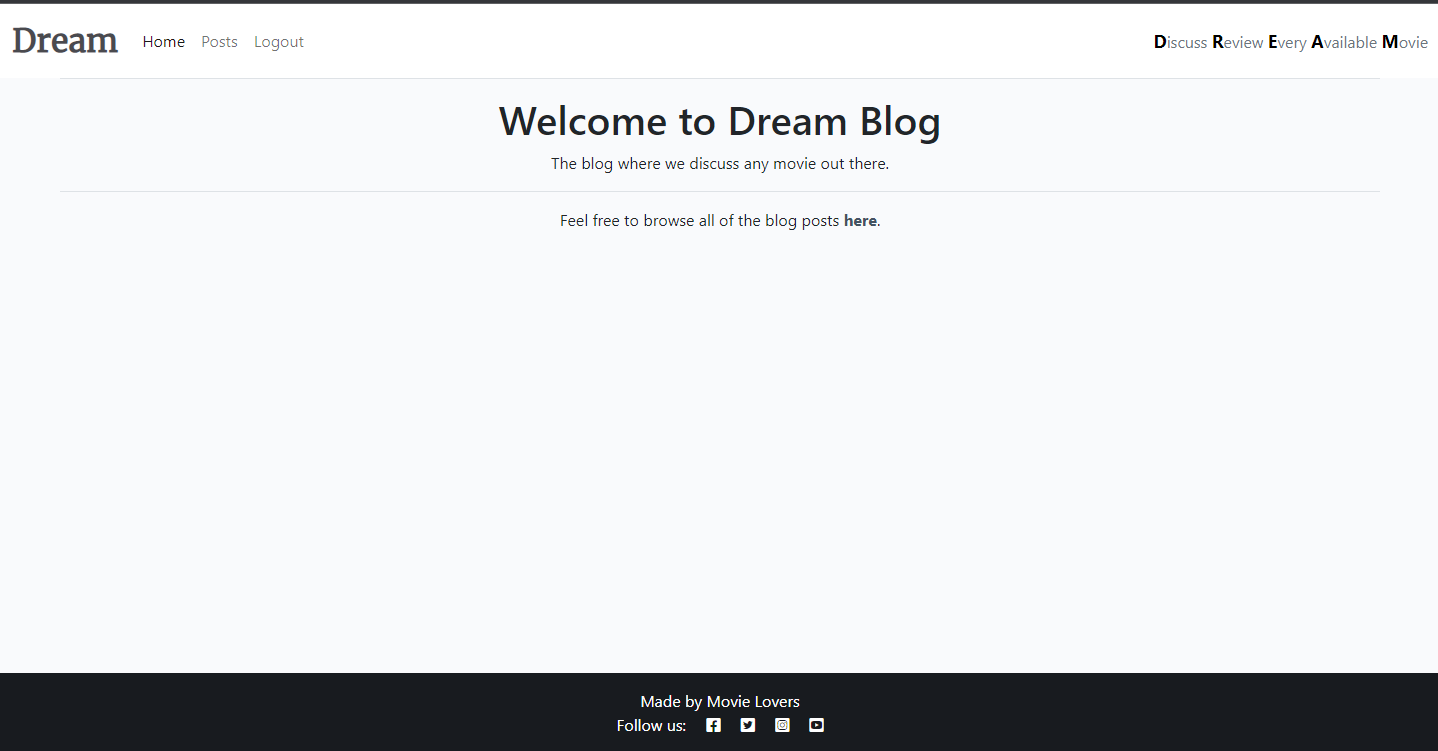 Dream Home Posts Logout Discuss Review Every Available Movie
Welcome to Dream Blog
The blog where we discuss any movie out there.
Feel free to browse all of the blog posts here.
Made by Movie Lovers
Follow us: